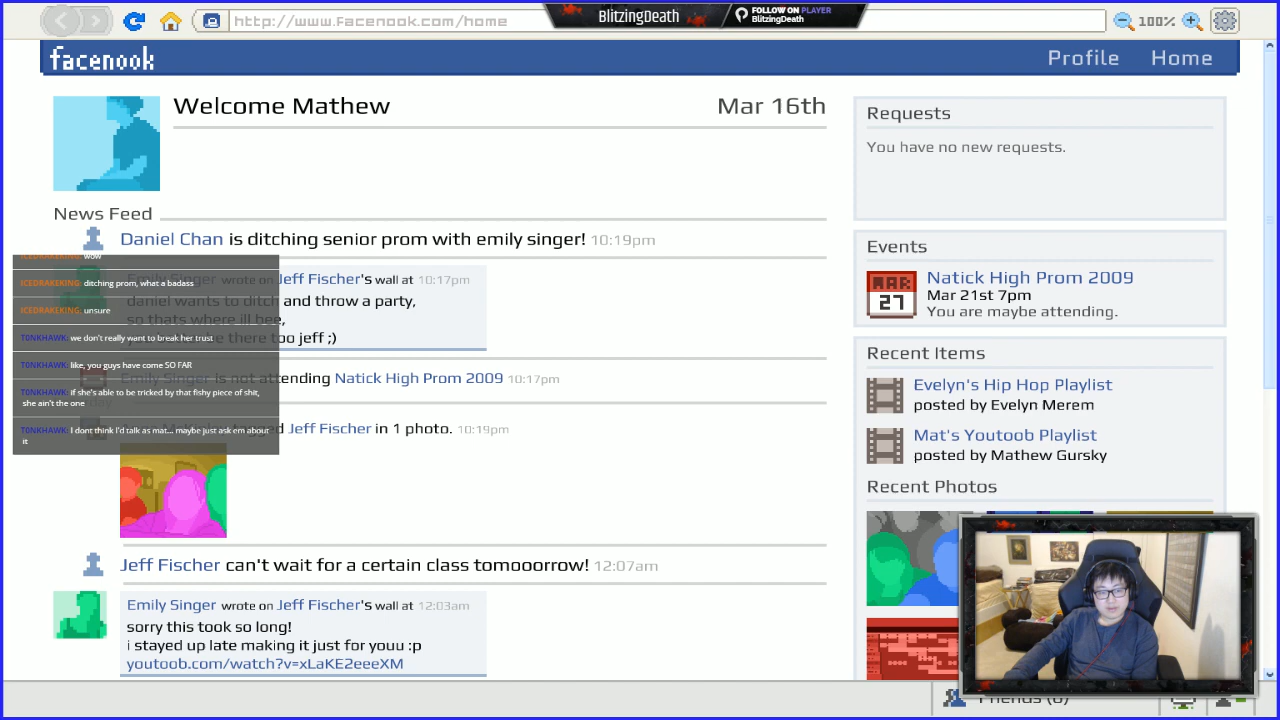 http://www.facenook.com/home
BlitzingDeath
FOLLOW ON PLAYER
BlitzingDeath
100%
facenook
Profile
Home
Welcome Mathew
Mar 16th
News Feed
Daniel Chan is ditching senior prom with emily singer! 10:19pm
Emily Singer wrote on Jeff Fischer's wall at 10:17pm
daniel wants to ditch and throw a party,
so thats where ill bee,
there too jeff ;)
Emily Singer is not attending Natick High Prom 2009 10:17pm
tagged Jeff Fischer in 1 photo. 10:19pm
ICEDRAKEKING: wow
ICEDRAKEKING: ditching prom, what a badass
ICEDRAKEKING: unsure
T0NKHAWK: we don't really want to break her trust
T0NKHAWK: like, you guys have come SO FAR
T0NKHAWK: if she's able to be tricked by that fishy piece of shit,
she ain't the one
T0NKHAWK: I dont think I'd talk as mat... maybe just ask em about
it
Jeff Fischer can't wait for a certain class tomooorrow! 12:07am
Emily Singer wrote on Jeff Fischer's wall at 12:03am
sorry this took so long!
i stayed up late making it just for youu :p
youtoob.com/watch?v=xLaKE2eeeXM
Requests
You have no new requests.
Events
MAR
27
Natick High Prom 2009
Mar 21st 7pm
You are maybe attending.
Recent Items
Evelyn's Hip Hop Playlist
posted by Evelyn Merem
Mat's Youtoob Playlist
posted by Mathew Gursky
Recent Photos
Friends